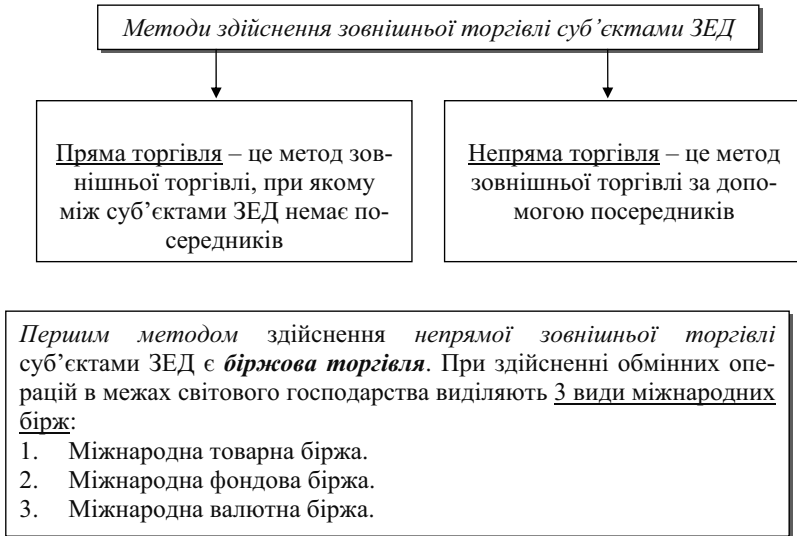 Методи здійснення зовнішньої торгівлі суб’єктами ЗЕД
Пряма торгівля – це метод зов-
нішньої торгівлі, при якому
між суб’єктами ЗЕД немає по-
середників
Непряма торгівля – це метод
зовнішньої торгівлі за допо-
могою посередників
Першим методом здійснення непрямої зовнішньої торгівлі
суб’єктами ЗЕД є біржова торгівля. При здійсненні обмінних опе-
рацій в межах світового господарства виділяють 3 види міжнародних
бірж:
1. Міжнародна товарна біржа.
2. Міжнародна фондова біржа.
3. Міжнародна валютна біржа.